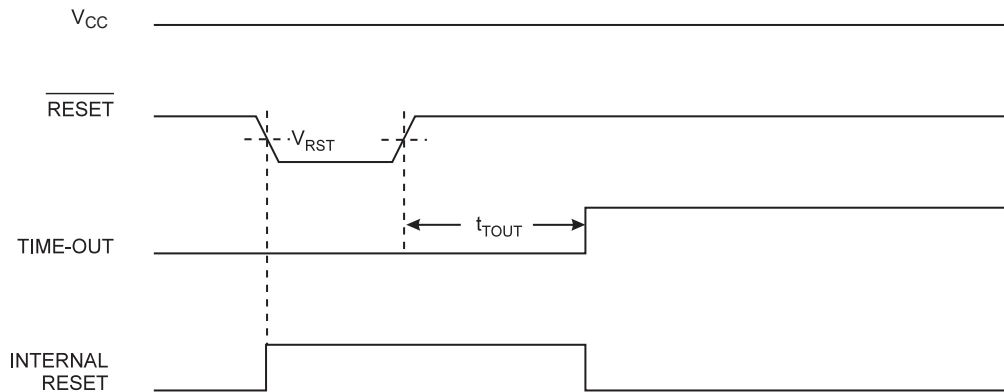 VCC
RESET
VRST
tTOUT
TIME-OUT
INTERNAL
RESET